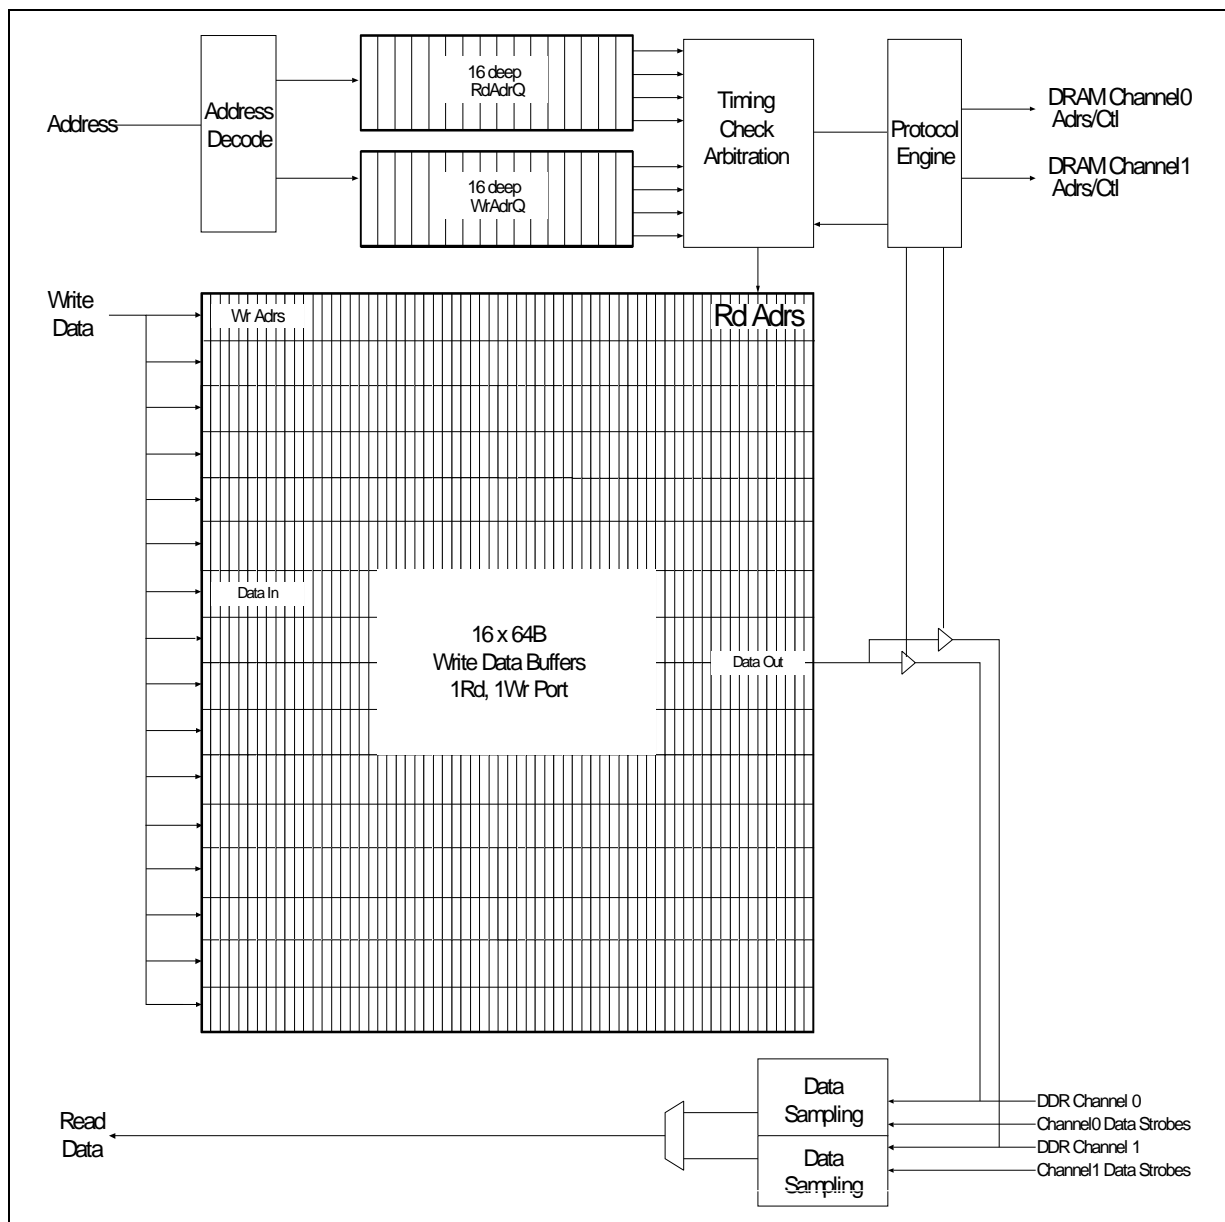 Address
Address
Decode
16 deep
RdAdrQ
16 deep
WrAdrQ
Timing
Check
Arbitration
Protocol
Engine
DRAM Channel0
Adrs/Ctl
DRAM Channel1
Adrs/Ctl
Write
Data
Wr Adrs
Rd Adrs
Data In
16 x 64B
Write Data Buffers
1Rd, 1Wr Port
Data Out
Read
Data
Data
Sampling
Data
Sampling
DDR Channel 0
Channel0 Data Strobes
DDR Channel 1
Channel1 Data Strobes